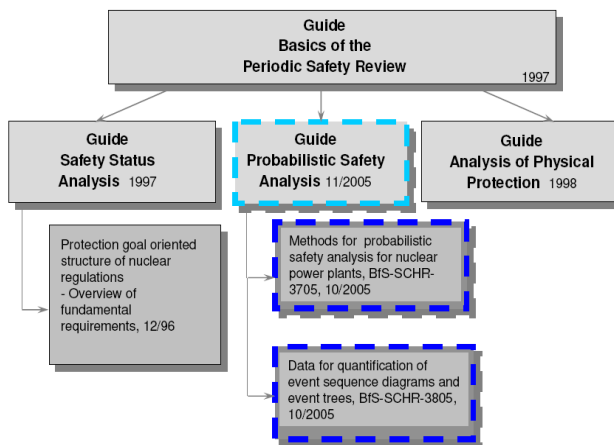 Guide
Basics of the
Periodic Safety Review
1997
Guide
Safety Status
Analysis 1997
Guide
Probabilistic Safety
Analysis 11/2005
Guide
Analysis of Physical
Protection 1998
Protection goal oriented
structure of nuclear
regulations
- Overview of
fundamental
requirements, 12/96
Methods for probabilistic
safety analysis for nuclear
power plants, BfS-SCHR-
3705, 10/2005
Data for quantification of
event sequence diagrams and
event trees, BfS-SCHR-3805,
10/2005